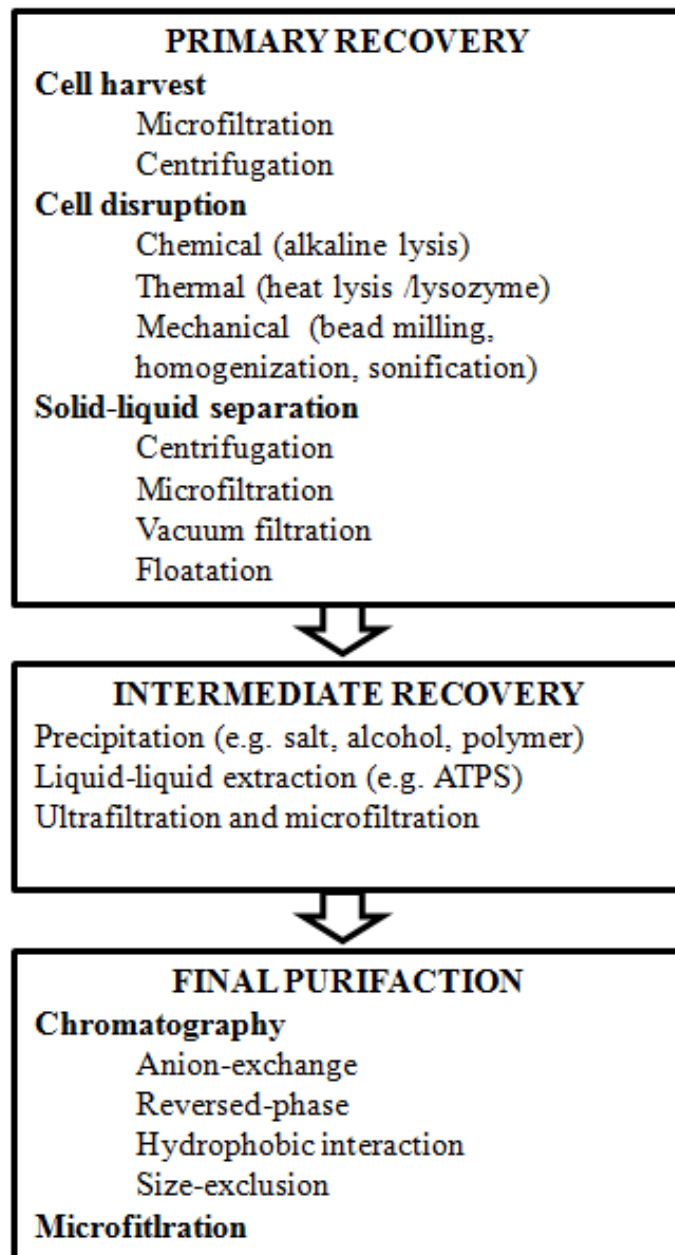 PRIMARY RECOVERY
Cell harvest
Microfiltration
Centrifugation
Cell disruption
Chemical (alkaline lysis)
Thermal (heat lysis /lysozyme)
Mechanical (bead milling,
homogenization, sonification)
Solid-liquid separation
Centrifugation
Microfiltration
Vacuum filtration
Floatation
INTERMEDIATE RECOVERY
Precipitation (e.g. salt, alcohol, polymer)
Liquid-liquid extraction (e.g. ATPS)
Ultrafiltration and microfiltration
FINAL PURIFACTION
Chromatography
Anion-exchange
Reversed-phase
Hydrophobic interaction
Size-exclusion
Microfitlration